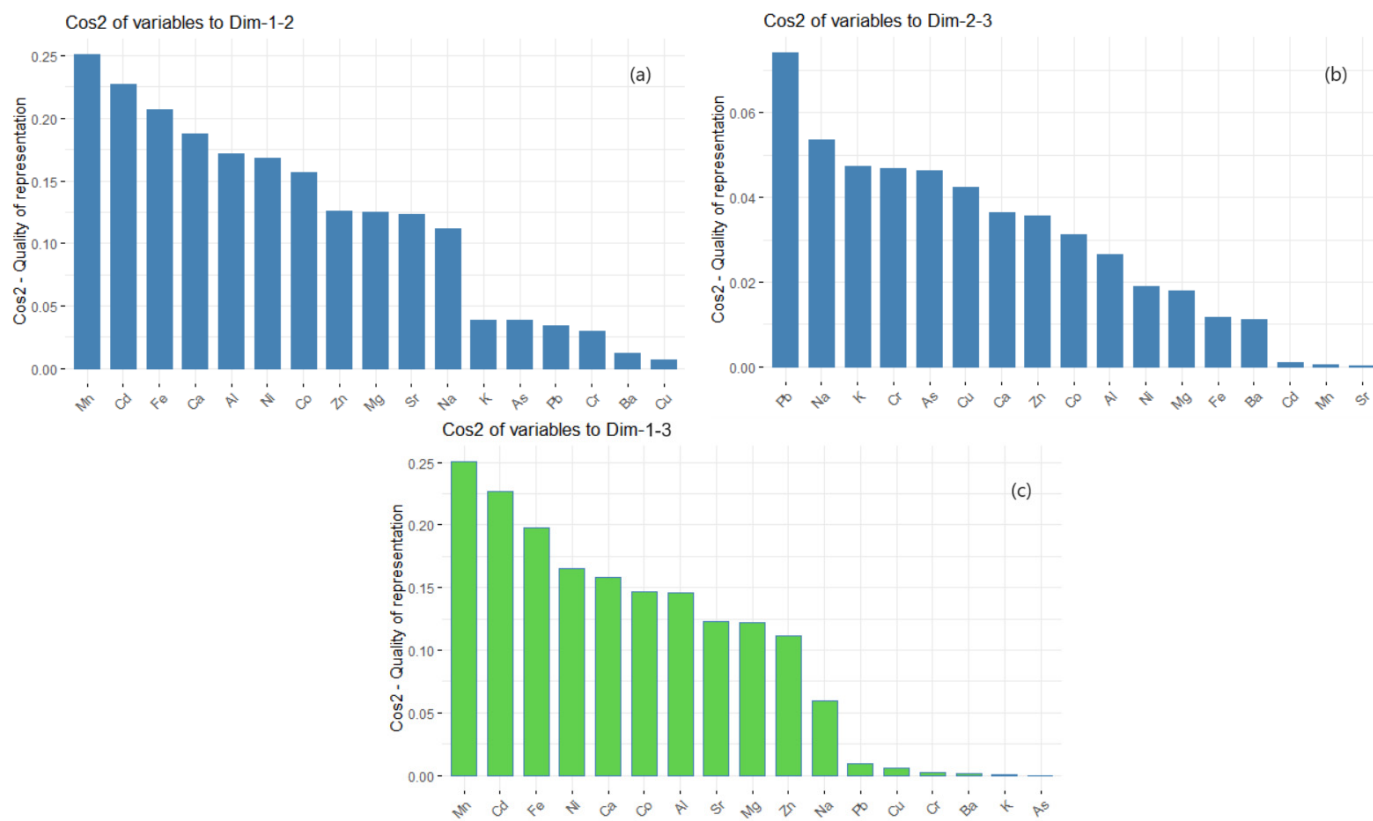 Cos2 of variables to Dim-1-2
(a)
Cos2 - Quality of representation
0.25
0.20
0.15
0.10
0.05
0.00
Mn Cd Fe Ca Al Ni Co Zn Mg Sr Na K As Pb Cr Ba Cu
Cos2 of variables to Dim-2-3
(b)
Cos2 - Quality of representation
0.06
0.04
0.02
0.00
Pb Na K Cr As Cu Ca Zn Co Al Ni Mg Fe Ba Cd Mn Sr
Cos2 of variables to Dim-1-3
(c)
Cos2 - Quality of representation
0.25
0.20
0.15
0.10
0.05
0.00
Mn Cd Fe Ni Ca Co Al Sr Mg Zn Na Pb Cu Cr Ba K As